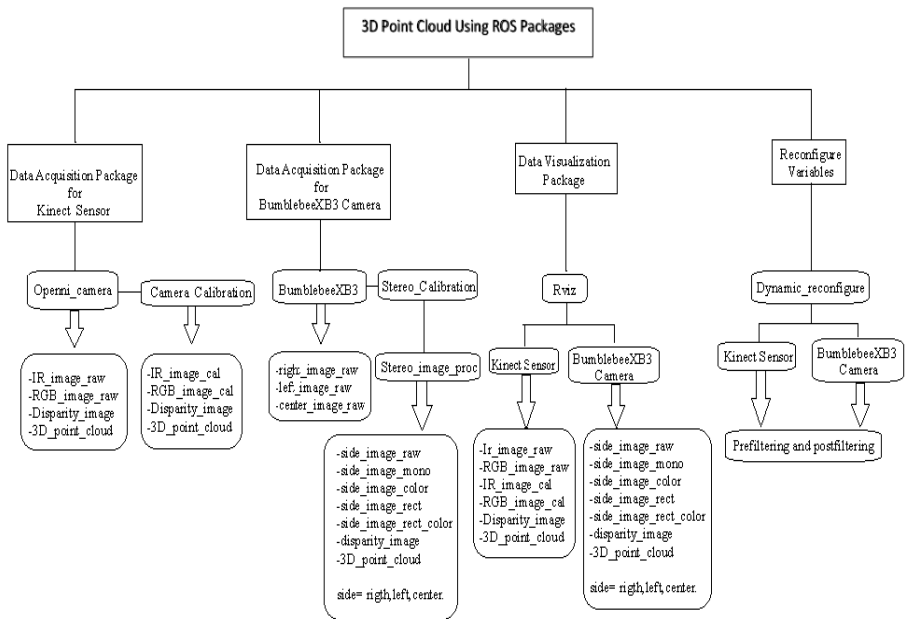 3D Point Cloud Using ROS Packages
Data Acquisition Package
for
Kinect Sensor
Data Acquisition Package
for
BumblebeeXB3 Camera
Data Visualization
Package
Reconfigure
Variables
Openni_camera
Camera Calibration
BumblebeeXB3
Stereo_Calibration
Rviz
Dynamic_reconfigure
-IR_image_raw
-RGB_image_raw
-Disparity_image
-3D_point_cloud
-IR_image_cal
-RGB_image_cal
-Disparity_image
-3D_point_cloud
-right_image_raw
-left_image_raw
-center_image_raw
Stereo_image_proc
Kinect Sensor
BumblebeeXB3
Camera
Kinect Sensor
BumblebeeXB3
Camera
-side_image_raw
-side_image_mono
-side_image_color
-side_image_rect
-side_image_rect_color
-disparity_image
-3D_point_cloud
side= rigth,left,center.
-Ir_image_raw
-RGB_image_raw
-IR_image_cal
-RGB_image_cal
-Disparity_image
-3D_point_cloud
-side_image_raw
-side_image_mono
-side_image_color
-side_image_rect
-side_image_rect_color
-disparity_image
-3D_point_cloud
side= rigth,left,center.
Prefiltering and postfiltering